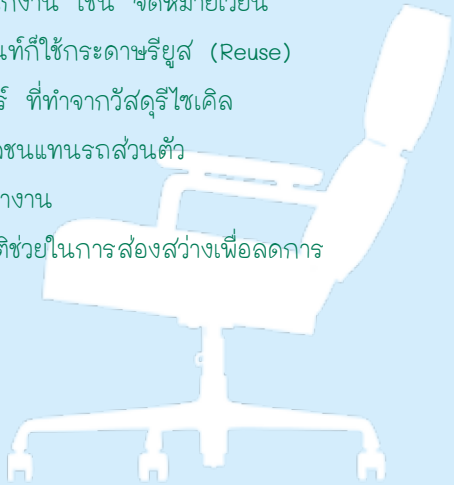 กงาน เช่น จดหมายเวียน
นท์ก็ใช้กระดาษรียูส (Reuse)
ร์ ที่ทำจากวัสดุรีไซเคิล
วชนแทนรถส่วนตัว
างาน
ติช่วยในการส่องสว่างเพื่อลดการ